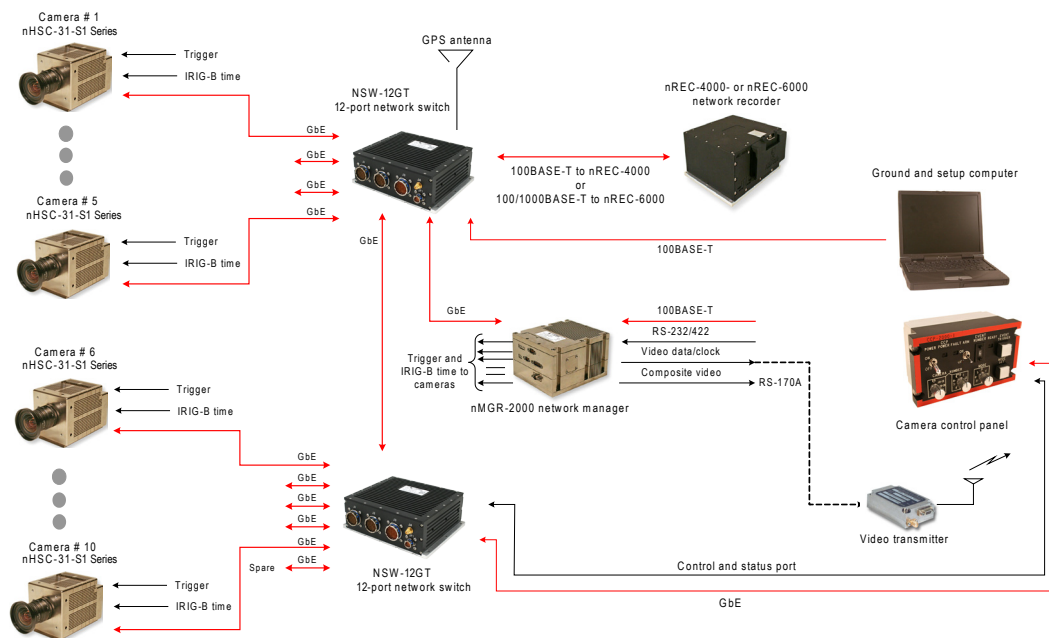 Camera # 1
nHSC-31-S1 Series
Trigger
IRIG-B time
GbE
GbE
GbE
GbE
Camera # 5
nHSC-31-S1 Series
Trigger
IRIG-B time
GPS antenna
NSW-12GT
12-port network switch
nREC-4000- or nREC-6000
network recorder
100BASE-T to nREC-4000
or
100/1000BASE-T to nREC-6000
Ground and setup computer
100BASE-T
GbE
GbE
100BASE-T
RS-232/422
Video data/clock
Composite video
RS-170A
Trigger and
IRIG-B time to
cameras
nMGR-2000 network manager
Camera control panel
Camera # 6
nHSC-31-S1 Series
Trigger
IRIG-B time
GbE
GbE
GbE
GbE
GbE
Spare
GbE
Camera # 10
nHSC-31-S1 Series
Trigger
IRIG-B time
NSW-12GT
12-port network switch
Video transmitter
Control and status port
GbE